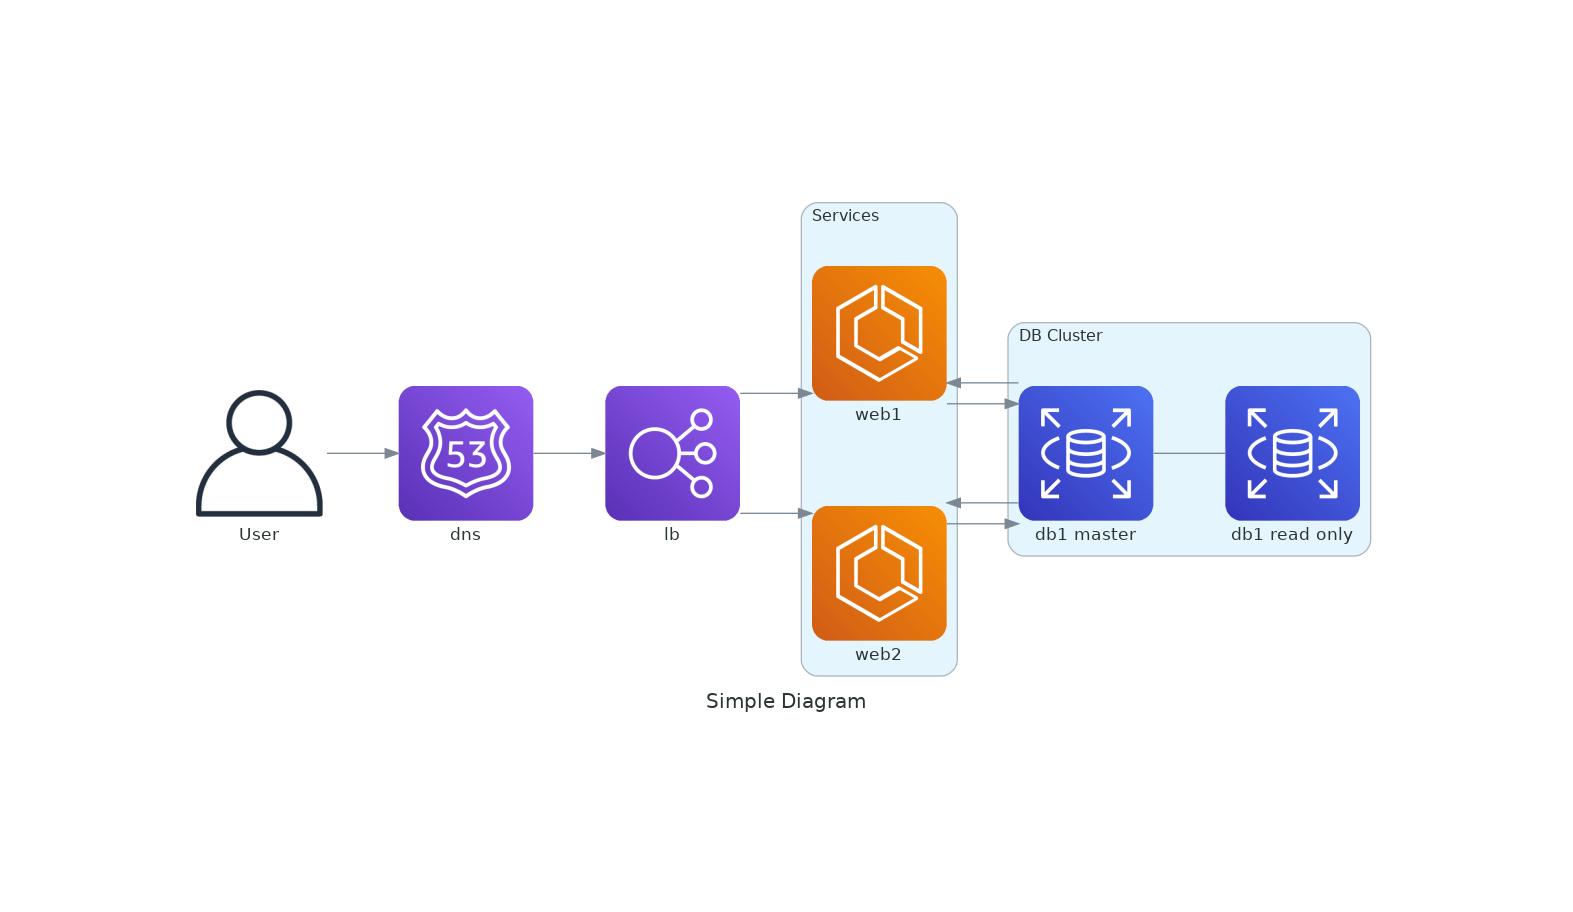 Services
web1
DB Cluster
53
User
dns
lb
db1 master
db1 read only
web2
Simple Diagram